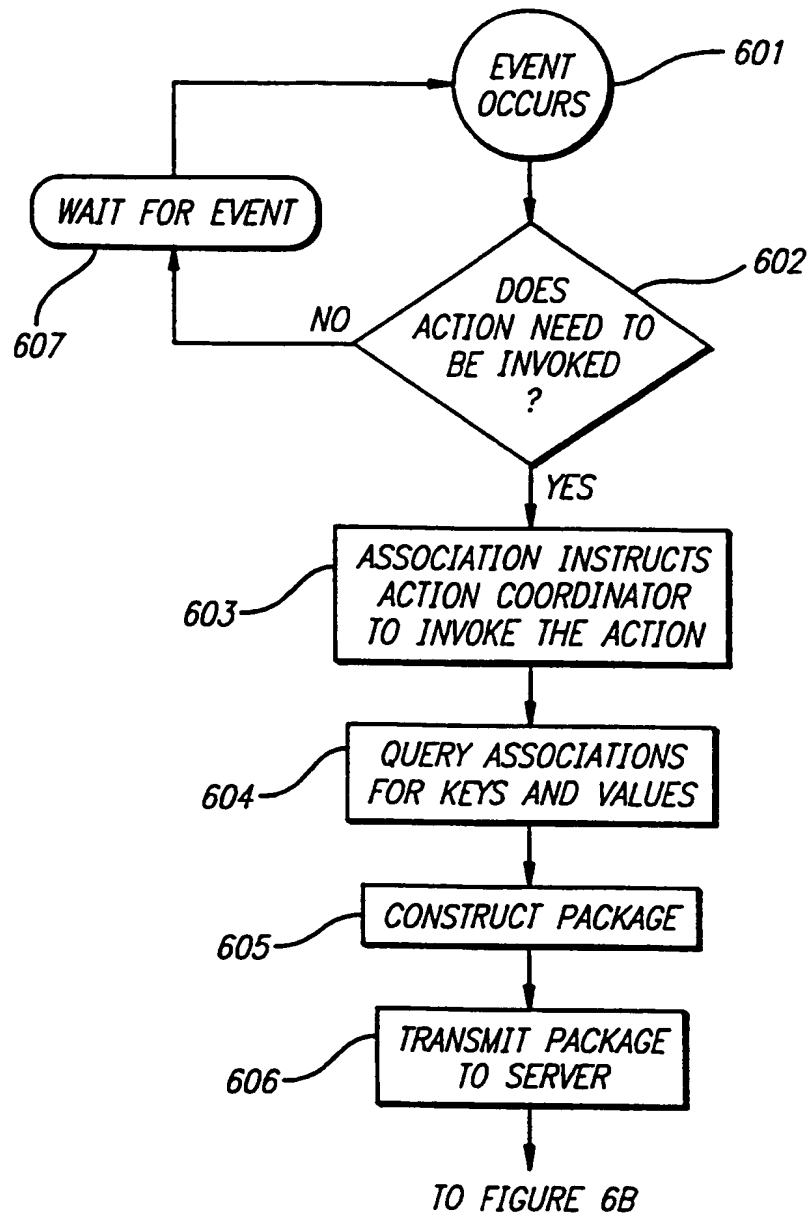 EVENT
OCCURS
601
WAIT FOR EVENT
607
DOES
ACTION NEED TO
BE INVOKED
?
602
NO
YES
ASSOCIATION INSTRUCTS
ACTION COORDINATOR
TO INVOKE THE ACTION
603
QUERY ASSOCIATIONS
FOR KEYS AND VALUES
604
CONSTRUCT PACKAGE
605
TRANSMIT PACKAGE
TO SERVER
606
TO FIGURE 6B